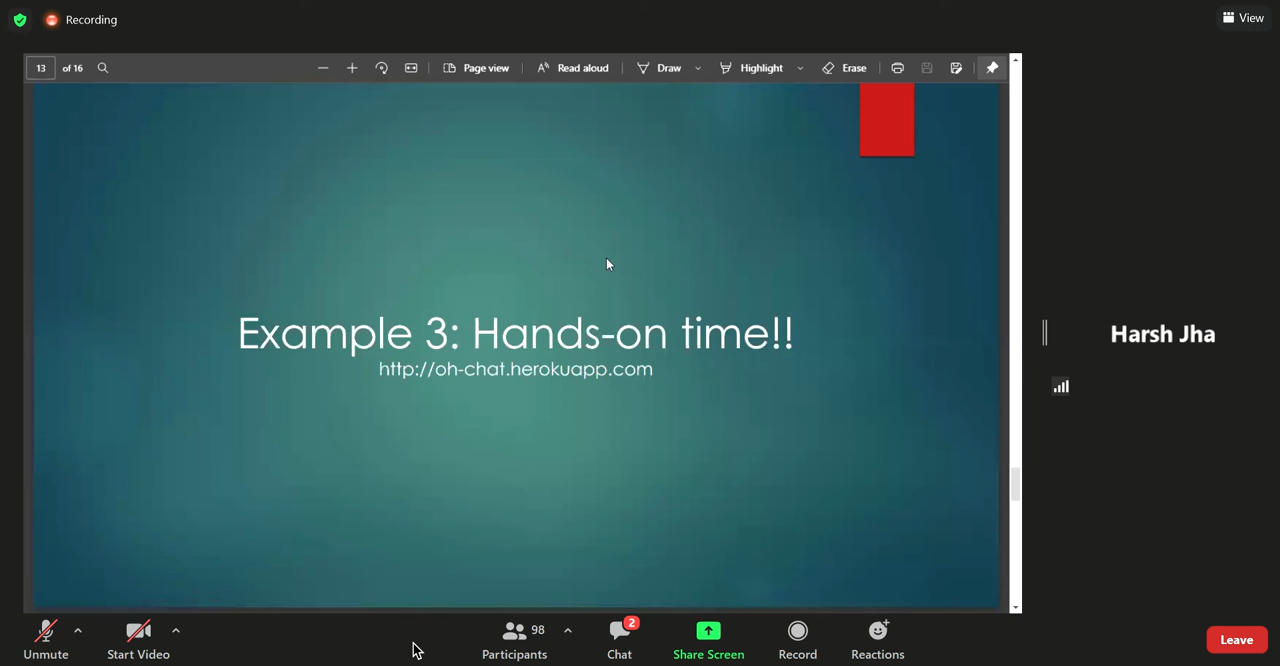 Recording
View
13 of 16 Page view Read aloud Draw Highlight Erase
Example 3: Hands-on time!!
http://oh-chat.herokuapp.com
Harsh Jha
98 2
Unmute Start Video Participants Chat Share Screen Record Reactions Leave